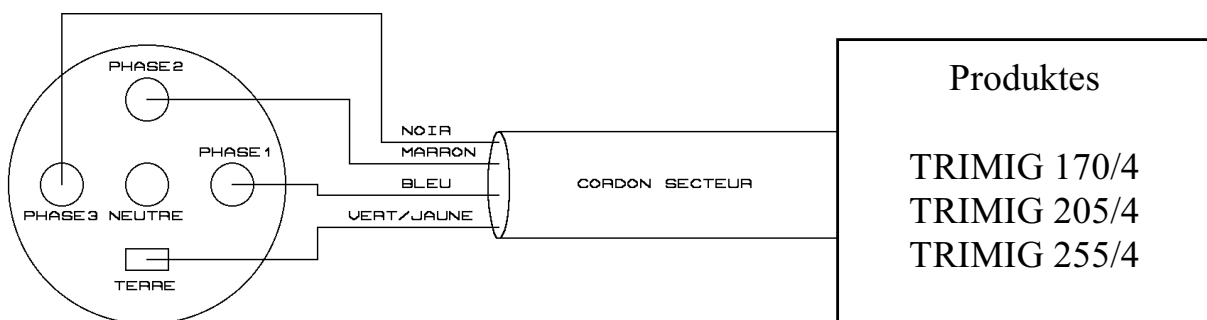 PHASE2
PHASE1
PHASE3
NEUTRE
TERRE
NOIR
MARRON
BLEU
VERT/JAUNE
CORDON SECTEUR
Produktes
TRIMIG 170/4
TRIMIG 205/4
TRIMIG 255/4